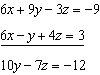 6x + 9y − 3z = −9
6x − y + 4z = 3
10y − 7z = −12